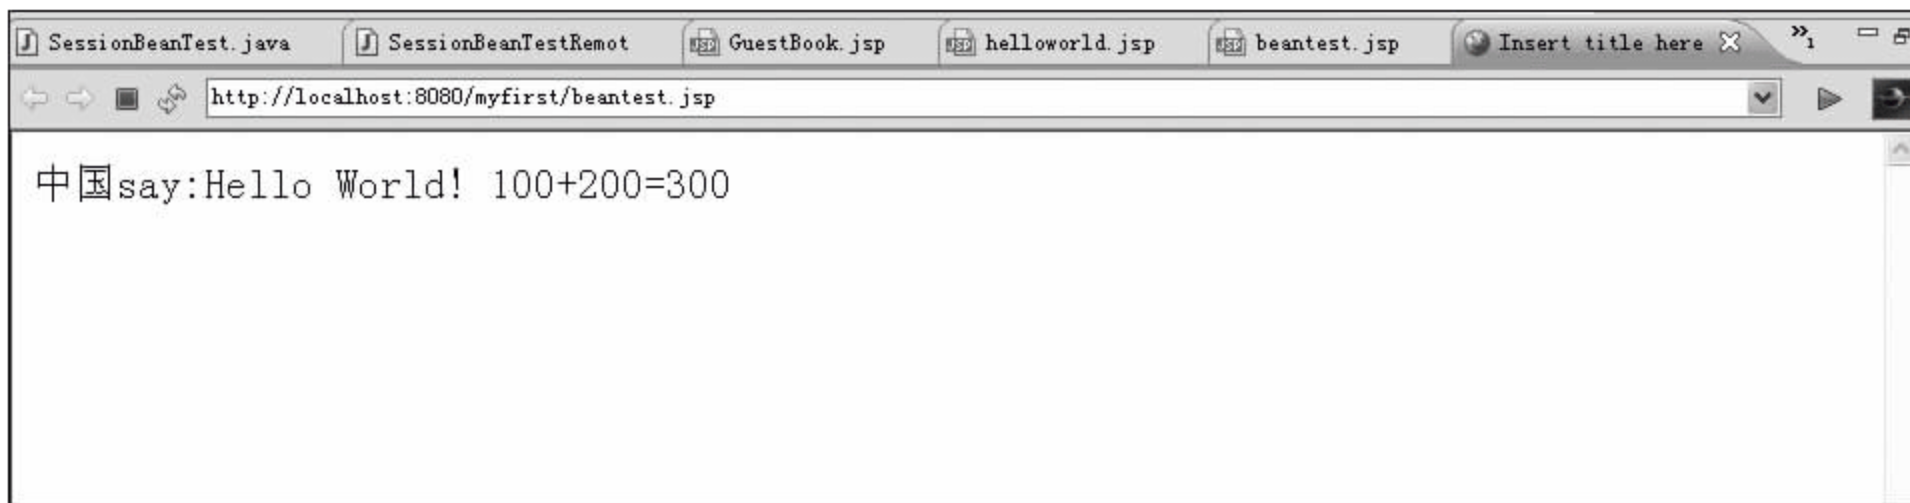 SessionBeanTest.java SessionBeanTestRemot GuestBook.jsp helloworld.jsp beantest.jsp Insert title here »1
http://localhost:8080/myfirst/beantest.jsp
中国say:Hello World! 100+200=300